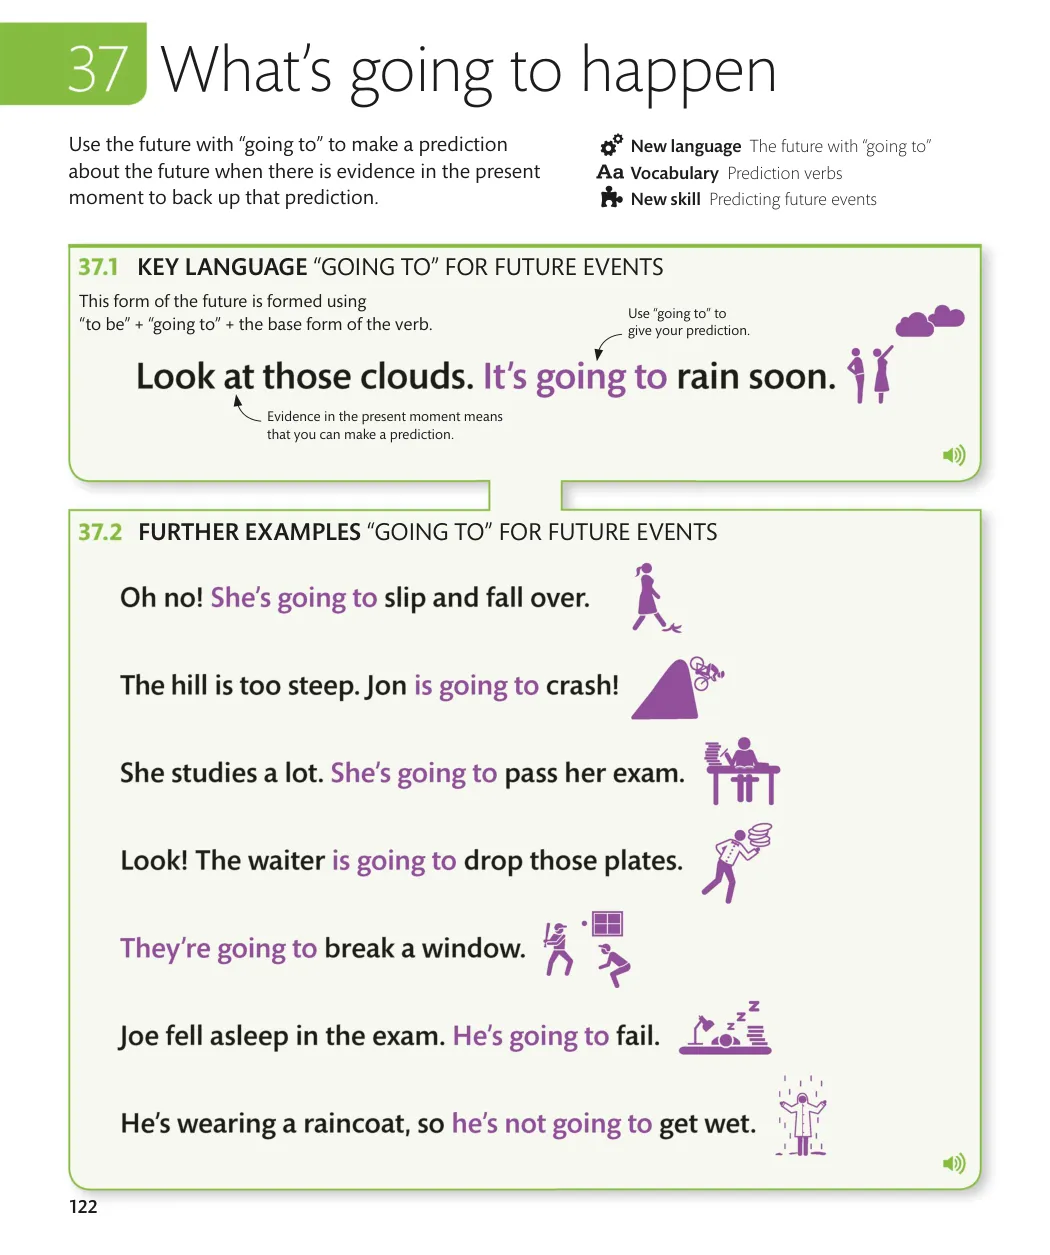 37 What's going to happen
Use the future with “going to” to make a prediction
about the future when there is evidence in the present
moment to back up that prediction.
New language The future with “going to”
Aa Vocabulary Prediction verbs
New skill Predicting future events
37.1 KEY LANGUAGE “GOING TO” FOR FUTURE EVENTS
This form of the future is formed using
“to be” + “going to” + the base form of the verb.
Use “going to” to
give your prediction.
Look at those clouds. It’s going to rain soon.
Evidence in the present moment means
that you can make a prediction.
37.2 FURTHER EXAMPLES “GOING TO” FOR FUTURE EVENTS
Oh no! She’s going to slip and fall over.
The hill is too steep. Jon is going to crash!
She studies a lot. She’s going to pass her exam.
Look! The waiter is going to drop those plates.
They’re going to break a window.
Joe fell asleep in the exam. He’s going to fail.
z z z
He’s wearing a raincoat, so he’s not going to get wet.
122